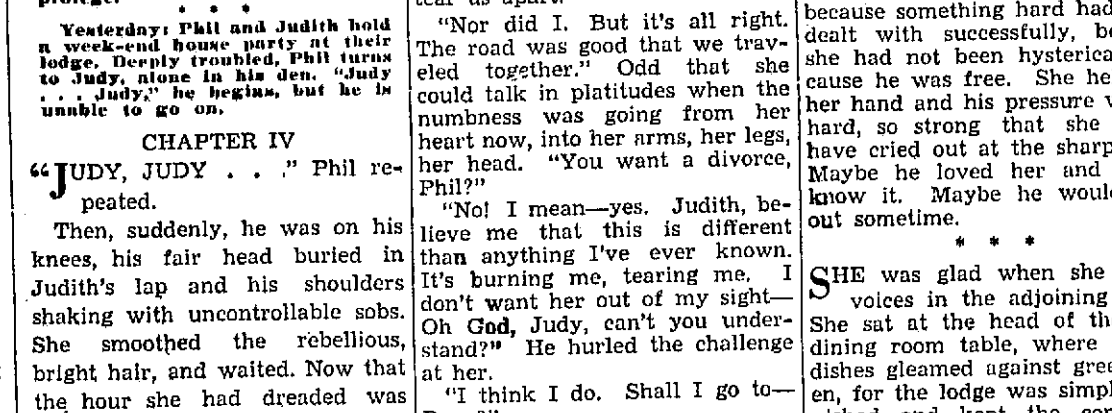 * * *
Yesterday: Phil and Judith hold
a week-end house party at their
lodge. Deeply troubled, Phil turns
to Judy, alone in his den. "Judy
. . . Judy," he begins, but he is
unable to go on.
CHAPTER IV
"JUDY, JUDY . . ." Phil re-
peated.
Then, suddenly, he was on his
knees, his fair head buried in
Judith's lap and his shoulders
shaking with uncontrollable sobs.
She smoothed the rebellious,
bright hair, and waited. Now that
the hour she had dreaded was
"Nor did I. But it's all right.
The road was good that we trav-
eled together." Odd that she
could talk in platitudes when the
numbness was going from her
heart now, into her arms, her legs,
her head. "You want a divorce,
Phil?"
"No! I mean—yes. Judith, be-
lieve me that this is different
than anything I've ever known.
It's burning me, tearing me. I
don't want her out of my sight—
Oh God, Judy, can't you under-
stand?" He hurled the challenge
at her.
"I think I do. Shall I go to—
because something hard had
dealt with successfully,
she had not been
cause he was free. She
her hand and his pressure
hard, so strong that she
have cried out at the
Maybe he loved her and
know it. Maybe he
out sometime.
* * *
SHE was glad when she
voices in the adjoining
She sat at the head of
dining room table, where
dishes gleamed against
en, for the lodge was